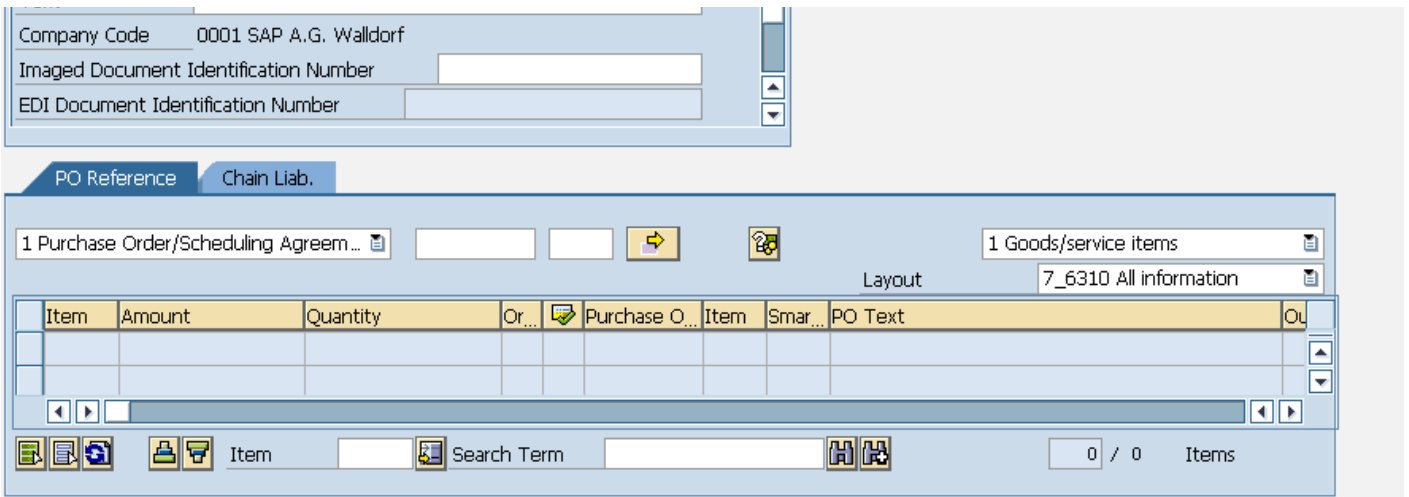 Company Code 0001 SAP A.G. Walldorf
Imaged Document Identification Number
EDI Document Identification Number
PO Reference Chain Liab.
1 Purchase Order/Scheduling Agreem... 1 Goods/service items
Layout 7_6310 All information
Item Amount Quantity Or... Purchase O... Item Smar... PO Text Ou
Item Search Term 0 / 0 Items